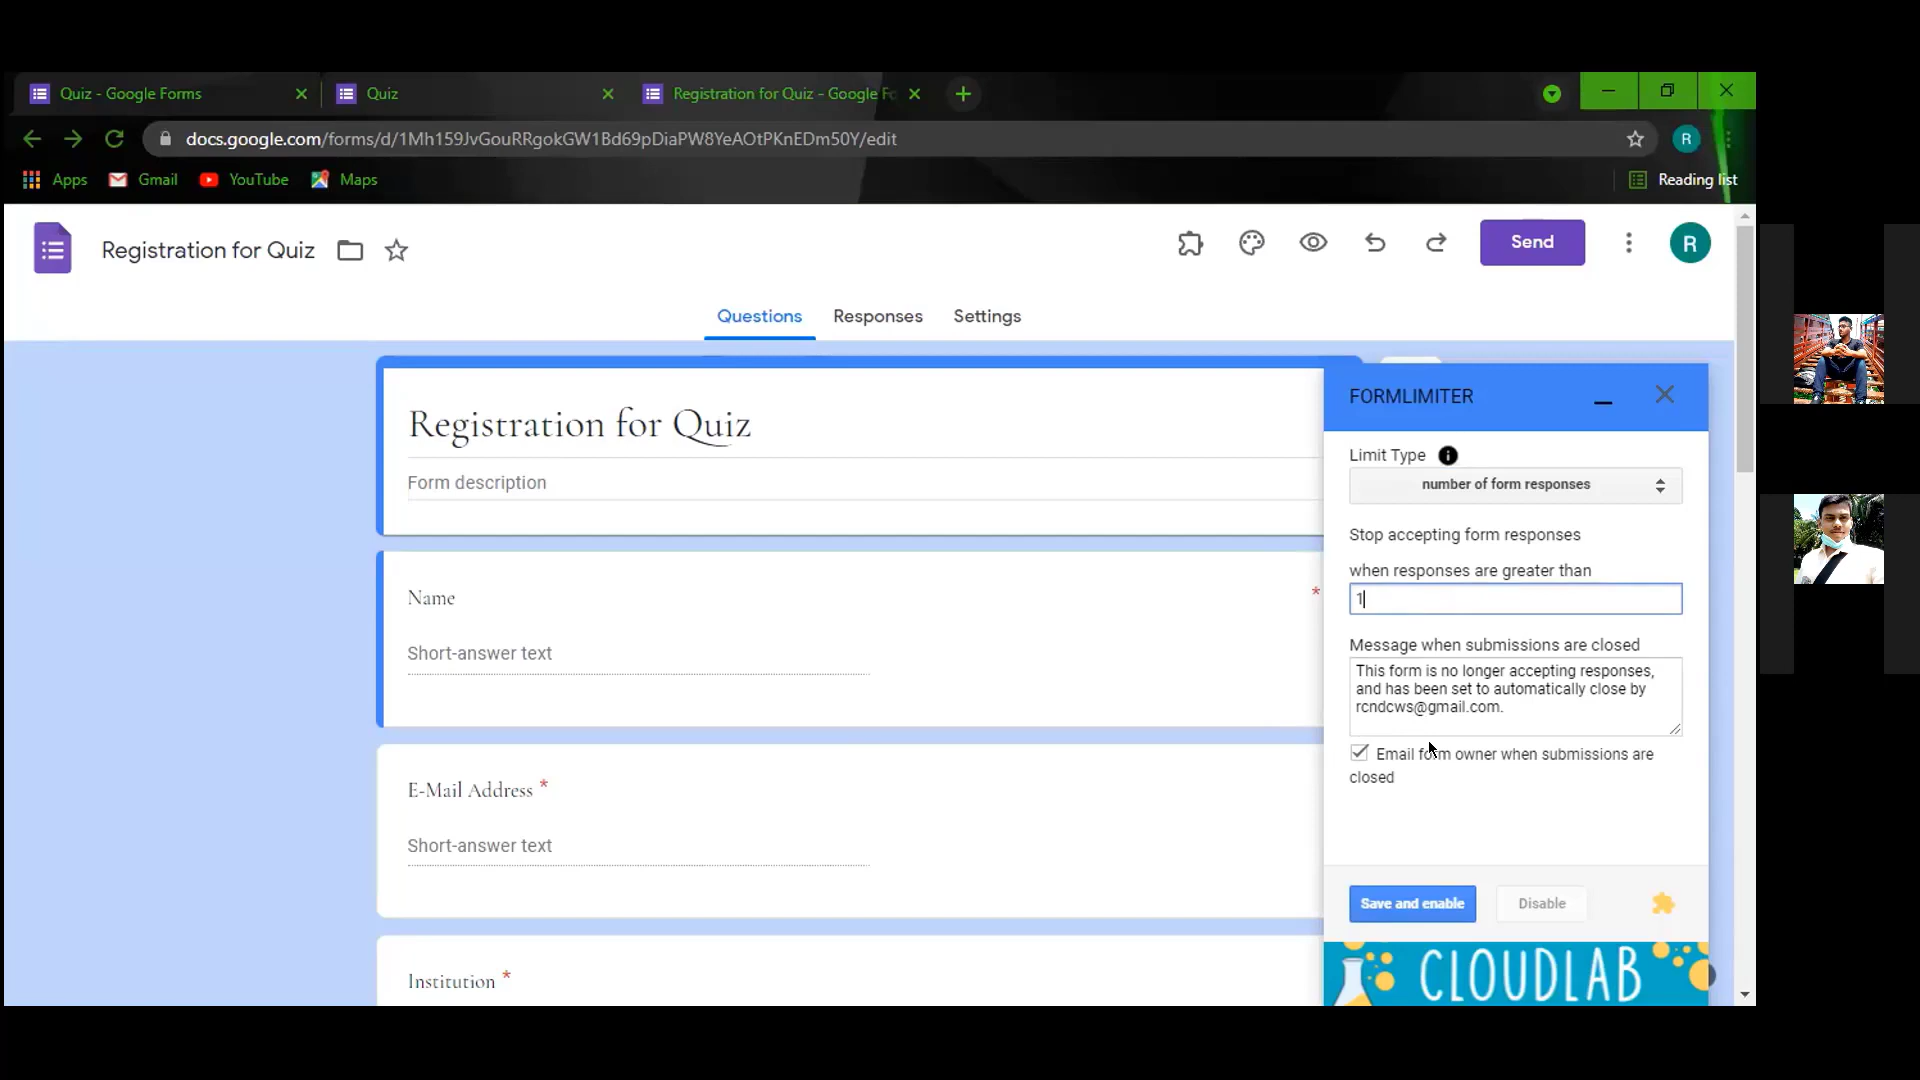 Quiz - Google Forms
Quiz
Registration for Quiz - Google Fo
docs.google.com/forms/d/1Mh159JvGouRRgokGW1Bd69pDiaPW8YeAOtPKnEDm50Y/edit
R
Apps
Gmail
YouTube
Maps
Reading list
Registration for Quiz
Send
R
Questions
Responses
Settings
Registration for Quiz
Form description
Name
*
Short-answer text
E-Mail Address *
Short-answer text
Institution *
FORMLIMITER
Limit Type
number of form responses
Stop accepting form responses
when responses are greater than
1
Message when submissions are closed
This form is no longer accepting responses,
and has been set to automatically close by
rcndcws@gmail.com.
Email form owner when submissions are
closed
Save and enable
Disable
CLOUDLAB